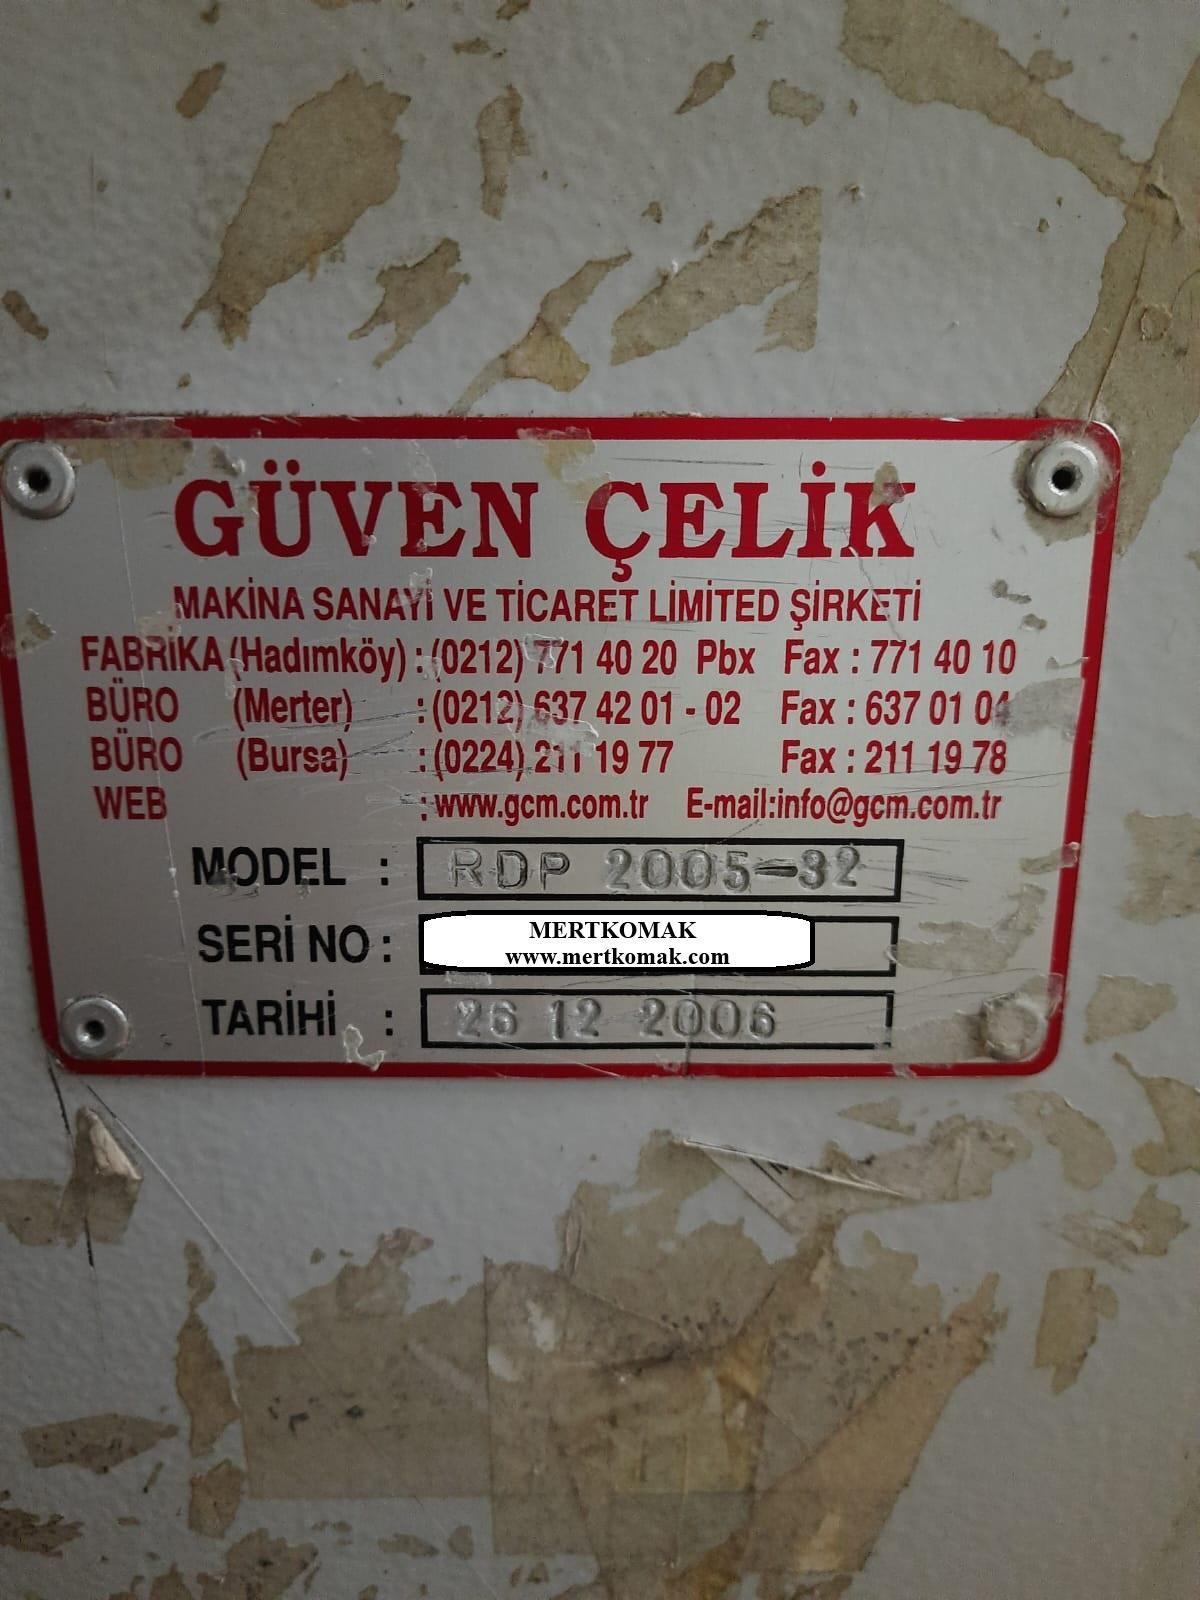 GÜVEN ÇELİK
MAKİNA SANAYİ VE TİCARET LIMITED ŞİRKETİ
FABRİKA (Hadımköy) : (0212) 771 40 20 Pbx Fax : 771 40 10
BÜRO (Merter) : (0212) 637 42 01 - 02 Fax : 637 01 04
BÜRO (Bursa) : (0224) 211 19 77 Fax : 211 19 78
WEB : www.gcm.com.tr E-mail:info@gcm.com.tr
MODEL : RDP 2005-32
SERİ NO : MERTKOMAK
www.mertkomak.com
TARİHİ : 26 12 2006